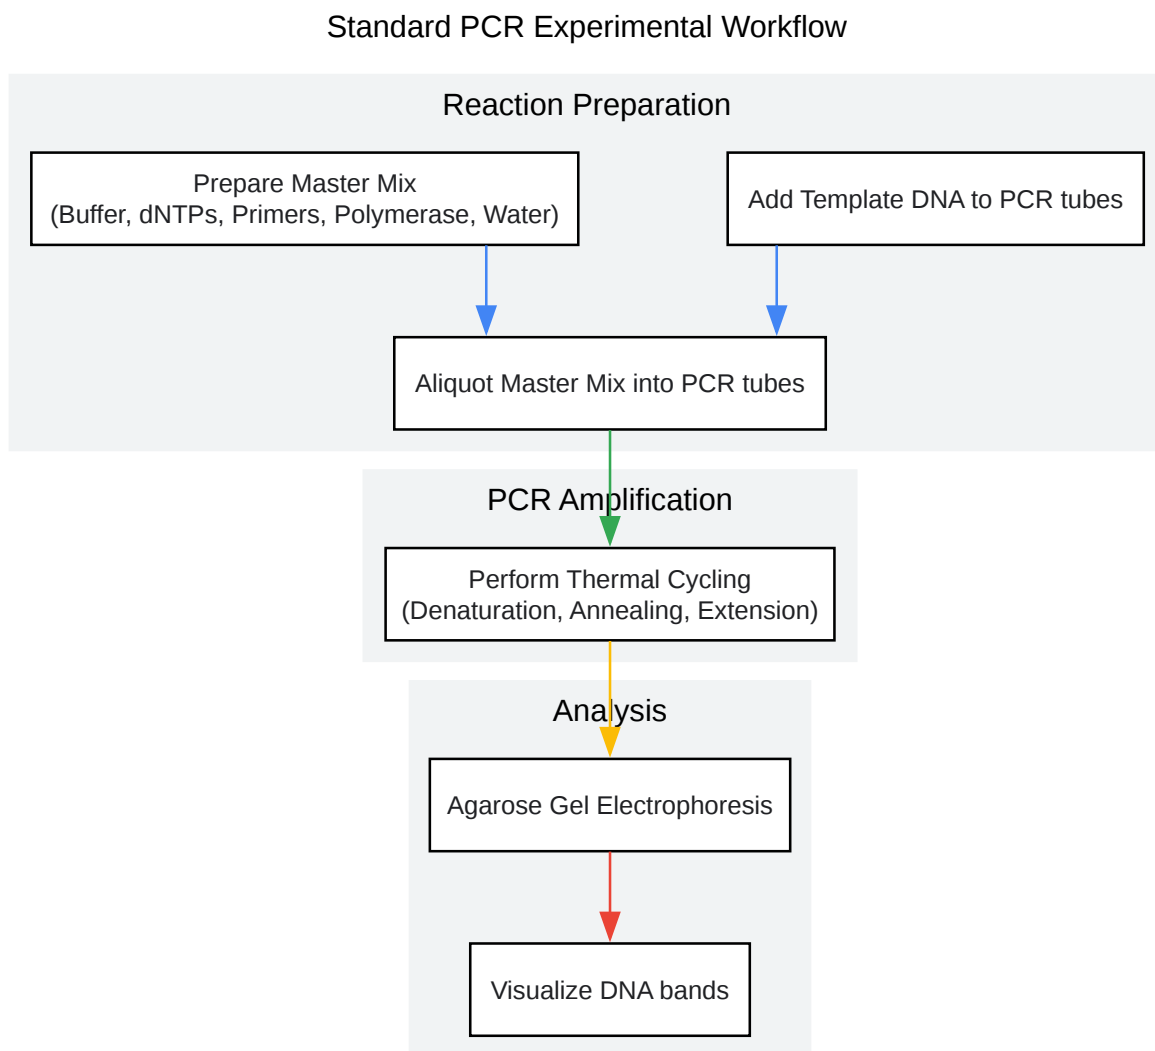 Standard PCR Experimental Workflow
Reaction Preparation
Prepare Master Mix
(Buffer, dNTPs, Primers, Polymerase, Water)
Add Template DNA to PCR tubes
Aliquot Master Mix into PCR tubes
PCR Amplification
Perform Thermal Cycling
(Denaturation, Annealing, Extension)
Analysis
Agarose Gel Electrophoresis
Visualize DNA bands